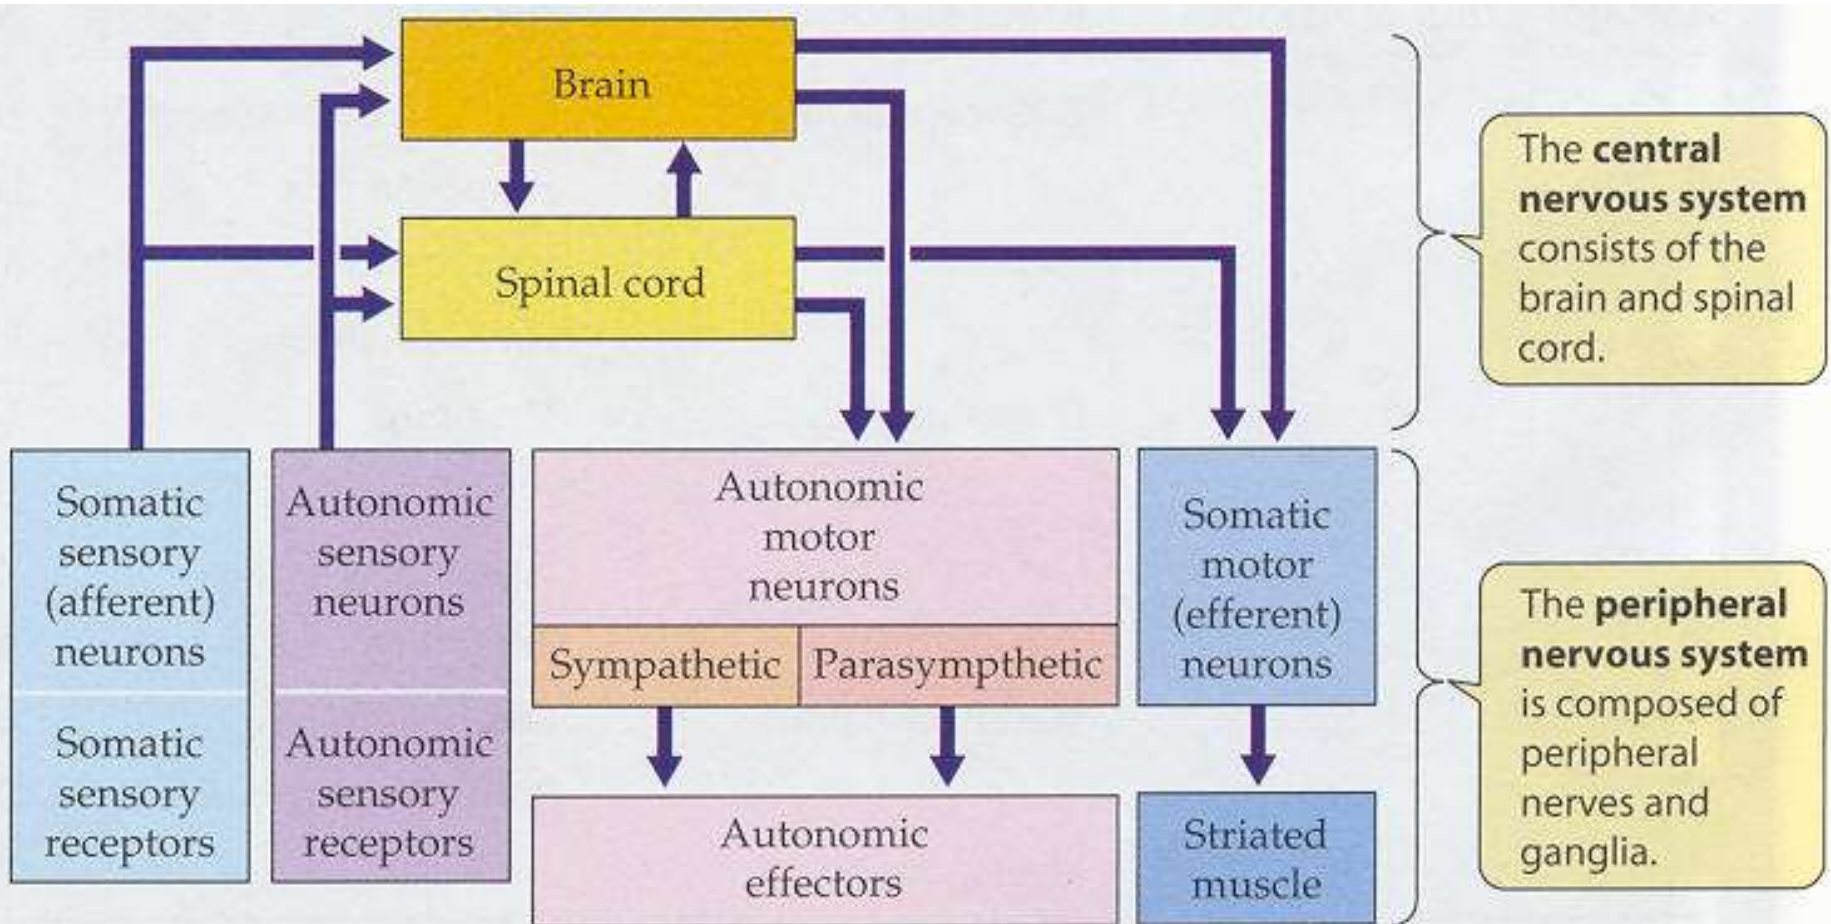 Brain
Spinal cord
The central
nervous system
consists of the
brain and spinal
cord.
Somatic
sensory
(afferent)
neurons
Somatic
sensory
receptors
Autonomic
sensory
neurons
Autonomic
sensory
receptors
Autonomic
motor
neurons
Sympathetic
Parasympthetic
Autonomic
effectors
Somatic
motor
(efferent)
neurons
Striated
muscle
The peripheral
nervous system
is composed of
peripheral
nerves and
ganglia.